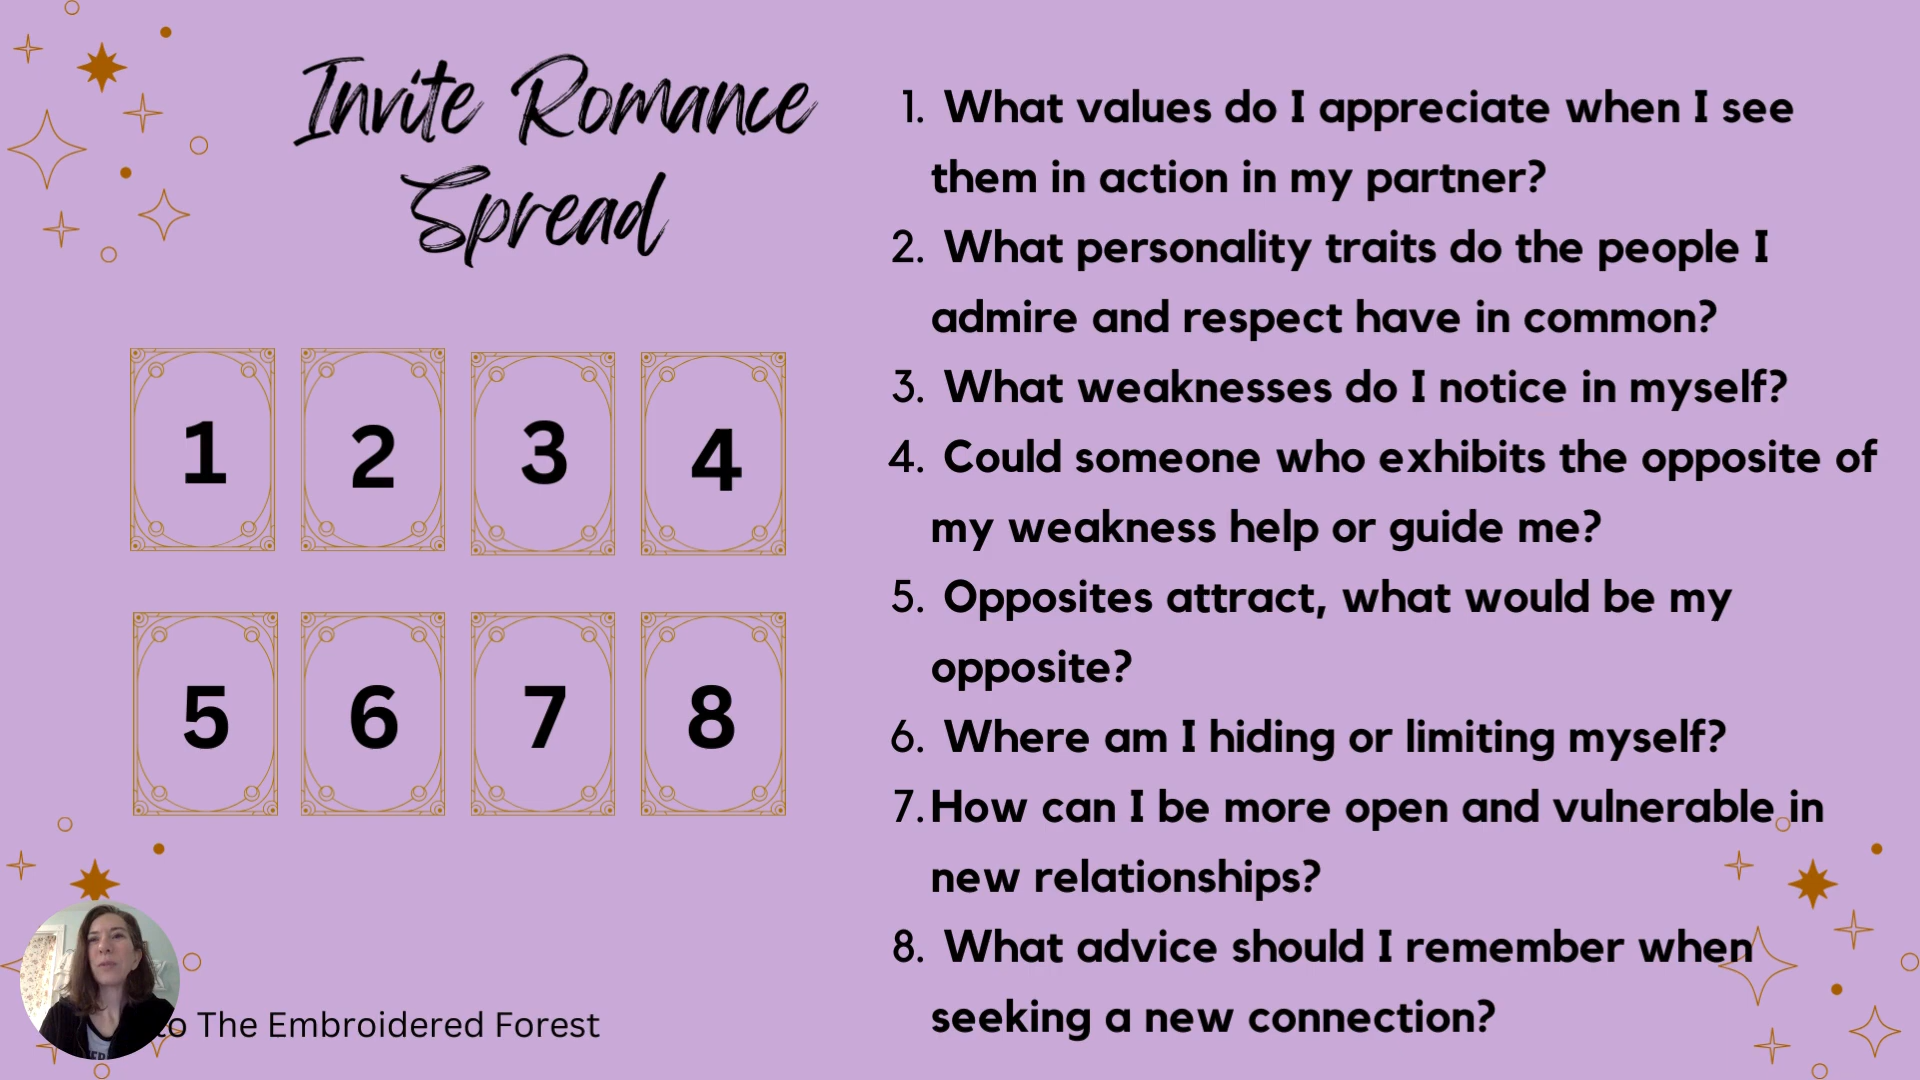 Invite Romance
Spread
1 2 3 4
5 6 7 8
1. What values do I appreciate when I see
them in action in my partner?
2. What personality traits do the people I
admire and respect have in common?
3. What weaknesses do I notice in myself?
4. Could someone who exhibits the opposite of
my weakness help or guide me?
5. Opposites attract, what would be my
opposite?
6. Where am I hiding or limiting myself?
7. How can I be more open and vulnerable in
new relationships?
8. What advice should I remember when
seeking a new connection?
to The Embroidered Forest